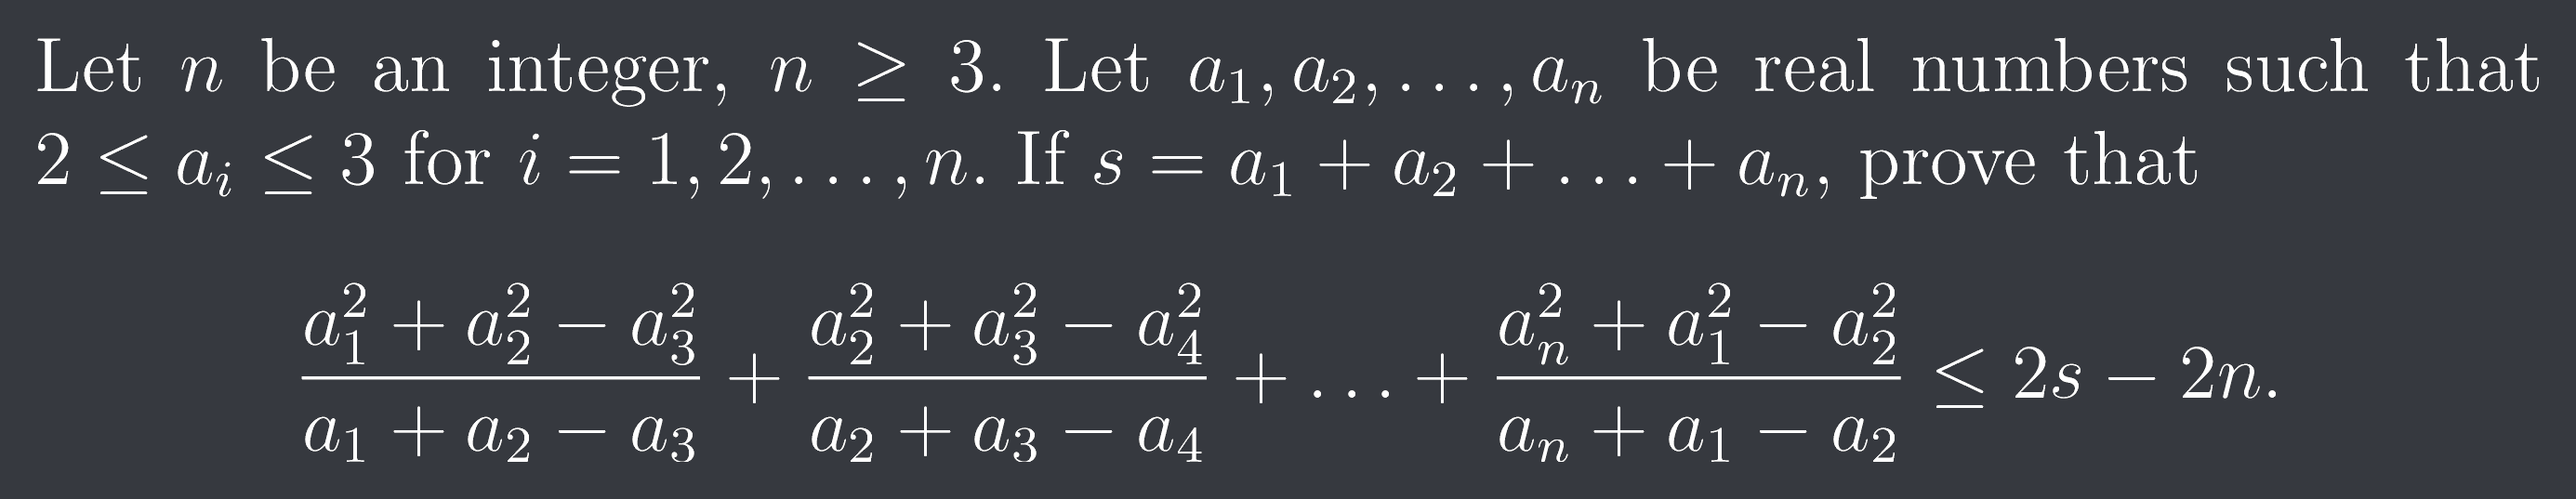 Let n be an integer, n ≥ 3. Let a₁, a₂, . . . , aₙ be real numbers such that
2 ≤ aᵢ ≤ 3 for i = 1, 2, . . . , n. If s = a₁ + a₂ + . . . + aₙ, prove that
(a₁² + a₂² − a₃²)/(a₁ + a₂ − a₃) + (a₂² + a₃² − a₄²)/(a₂ + a₃ − a₄) + . . . + (aₙ² + a₁² − a₂²)/(aₙ + a₁ − a₂) ≤ 2s − 2n.